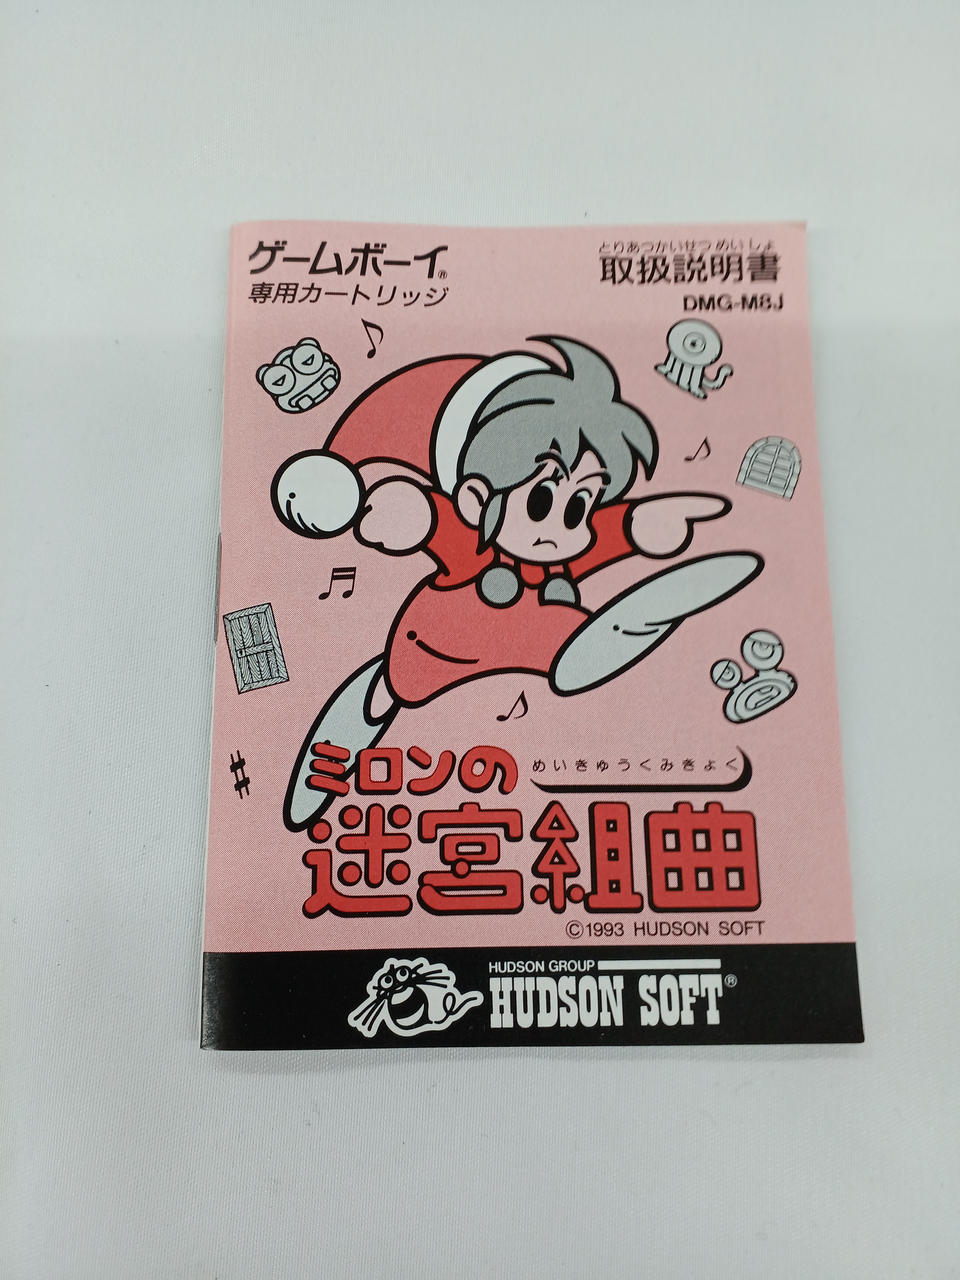 ゲームボーイ®
専用カートリッジ
とりあつかいせつめいしょ
取扱説明書
DMG-M8J
ミロンの
めいきゅうくみきょく
迷宮組曲
©1993 HUDSON SOFT
HUDSON GROUP
HUDSON SOFT®